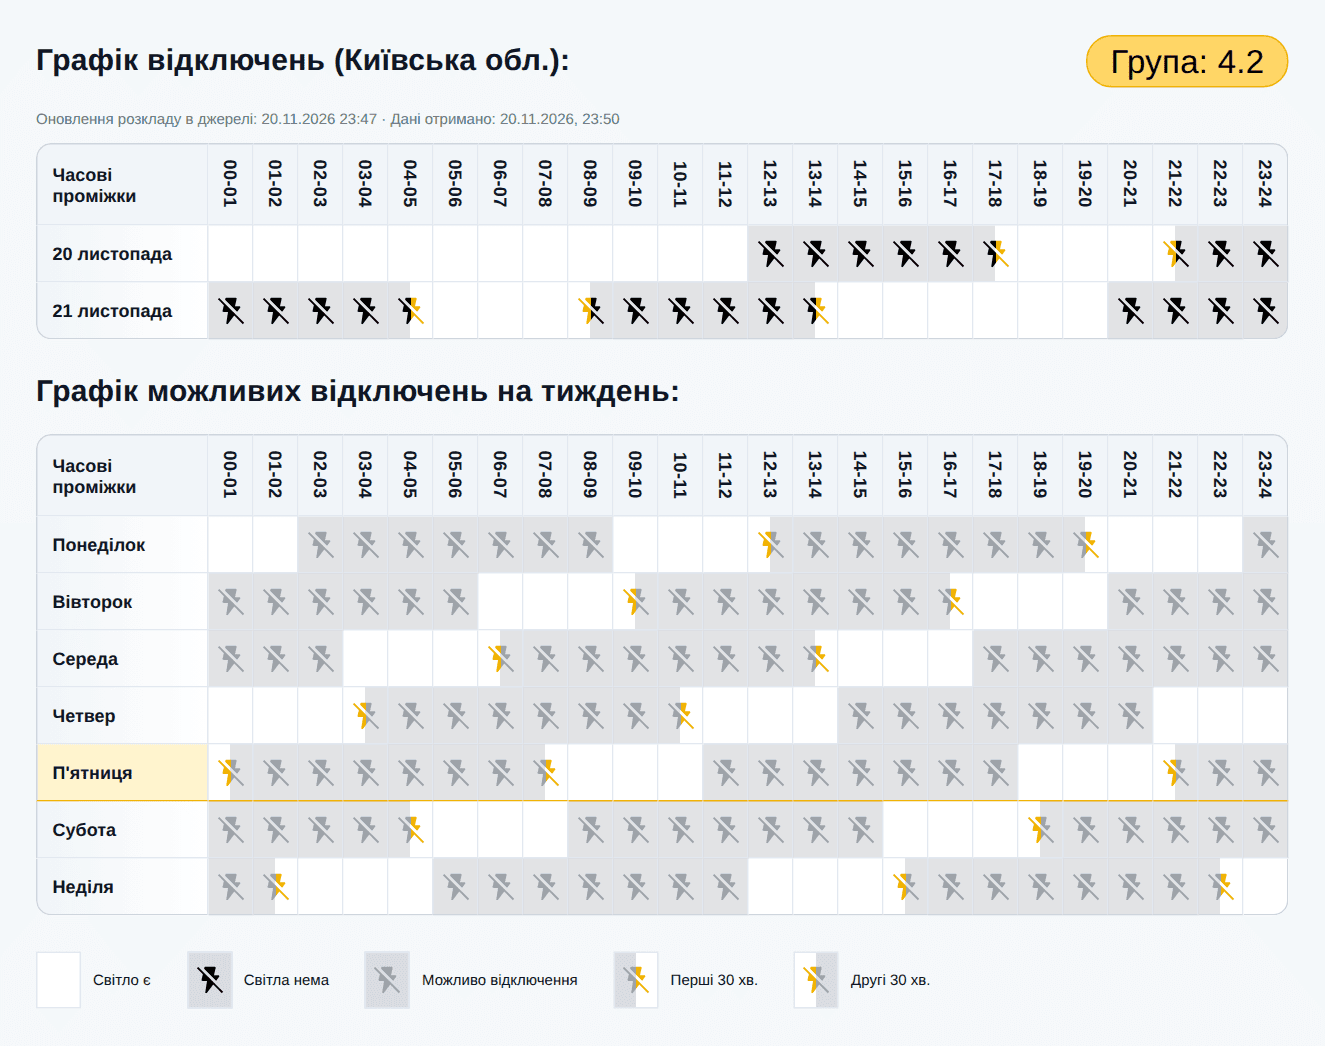 Графік відключень (Київська обл.):
Група: 4.2
Оновлення розкладу в джерелі: 20.11.2026 23:47 · Дані отримано: 20.11.2026, 23:50
Часові проміжки 00-01 01-02 02-03 03-04 04-05 05-06 06-07 07-08 08-09 09-10 10-11 11-12 12-13 13-14 14-15 15-16 16-17 17-18 18-19 19-20 20-21 21-22 22-23 23-24
20 листопада
21 листопада
Графік можливих відключень на тиждень:
Часові проміжки 00-01 01-02 02-03 03-04 04-05 05-06 06-07 07-08 08-09 09-10 10-11 11-12 12-13 13-14 14-15 15-16 16-17 17-18 18-19 19-20 20-21 21-22 22-23 23-24
Понеділок
Вівторок
Середа
Четвер
П'ятниця
Субота
Неділя
Світло є
Світла нема
Можливо відключення
Перші 30 хв.
Другі 30 хв.